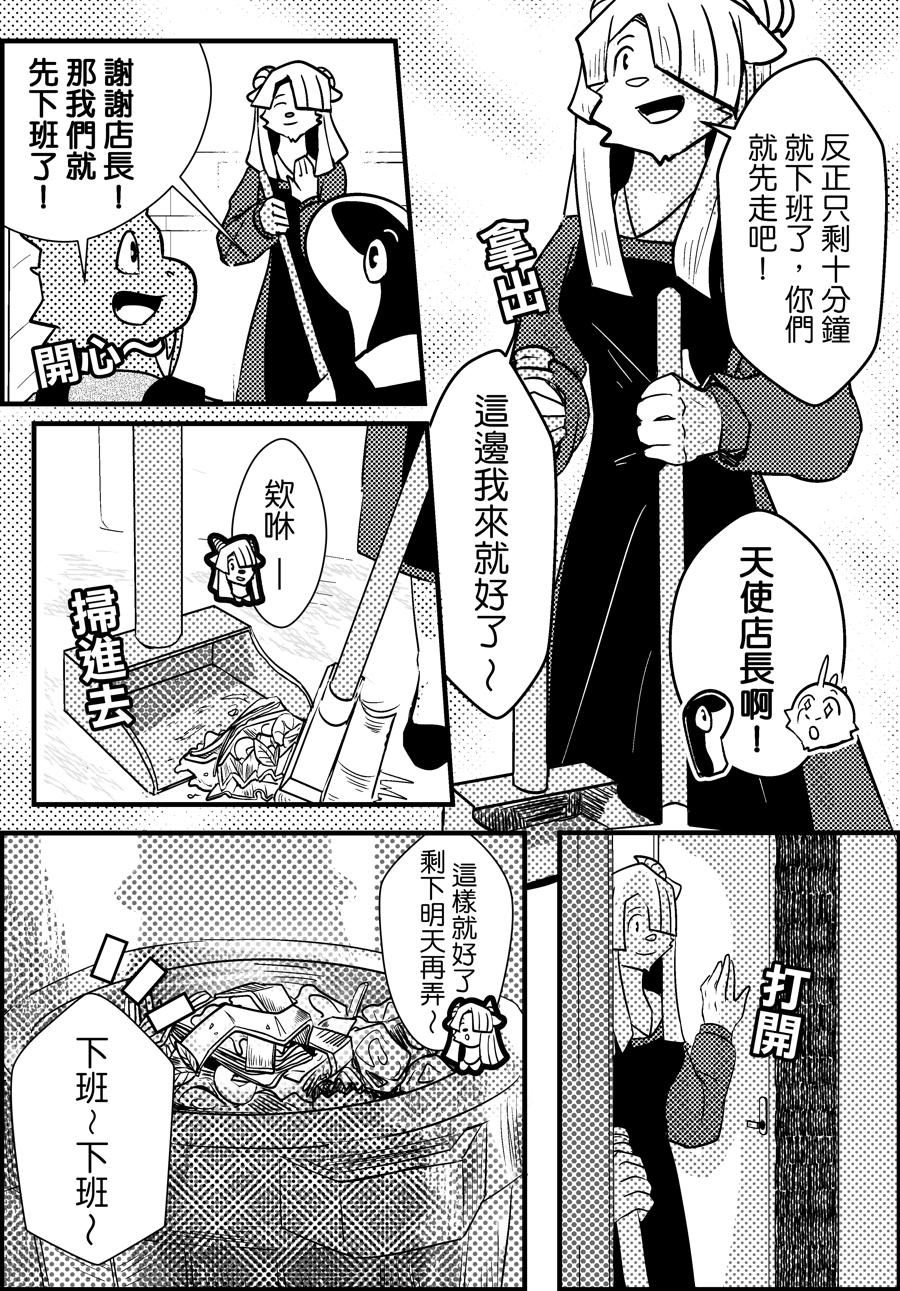 反正只剩十分鐘
就下班了，你們
就先走吧！
拿出
這邊我來就好了～
天使店長啊！
謝謝店長！
那我們就
先下班了！
開心～
欸咻－
掃進去
打開
這樣就好了
剩下明天再弄～
下班～下班～